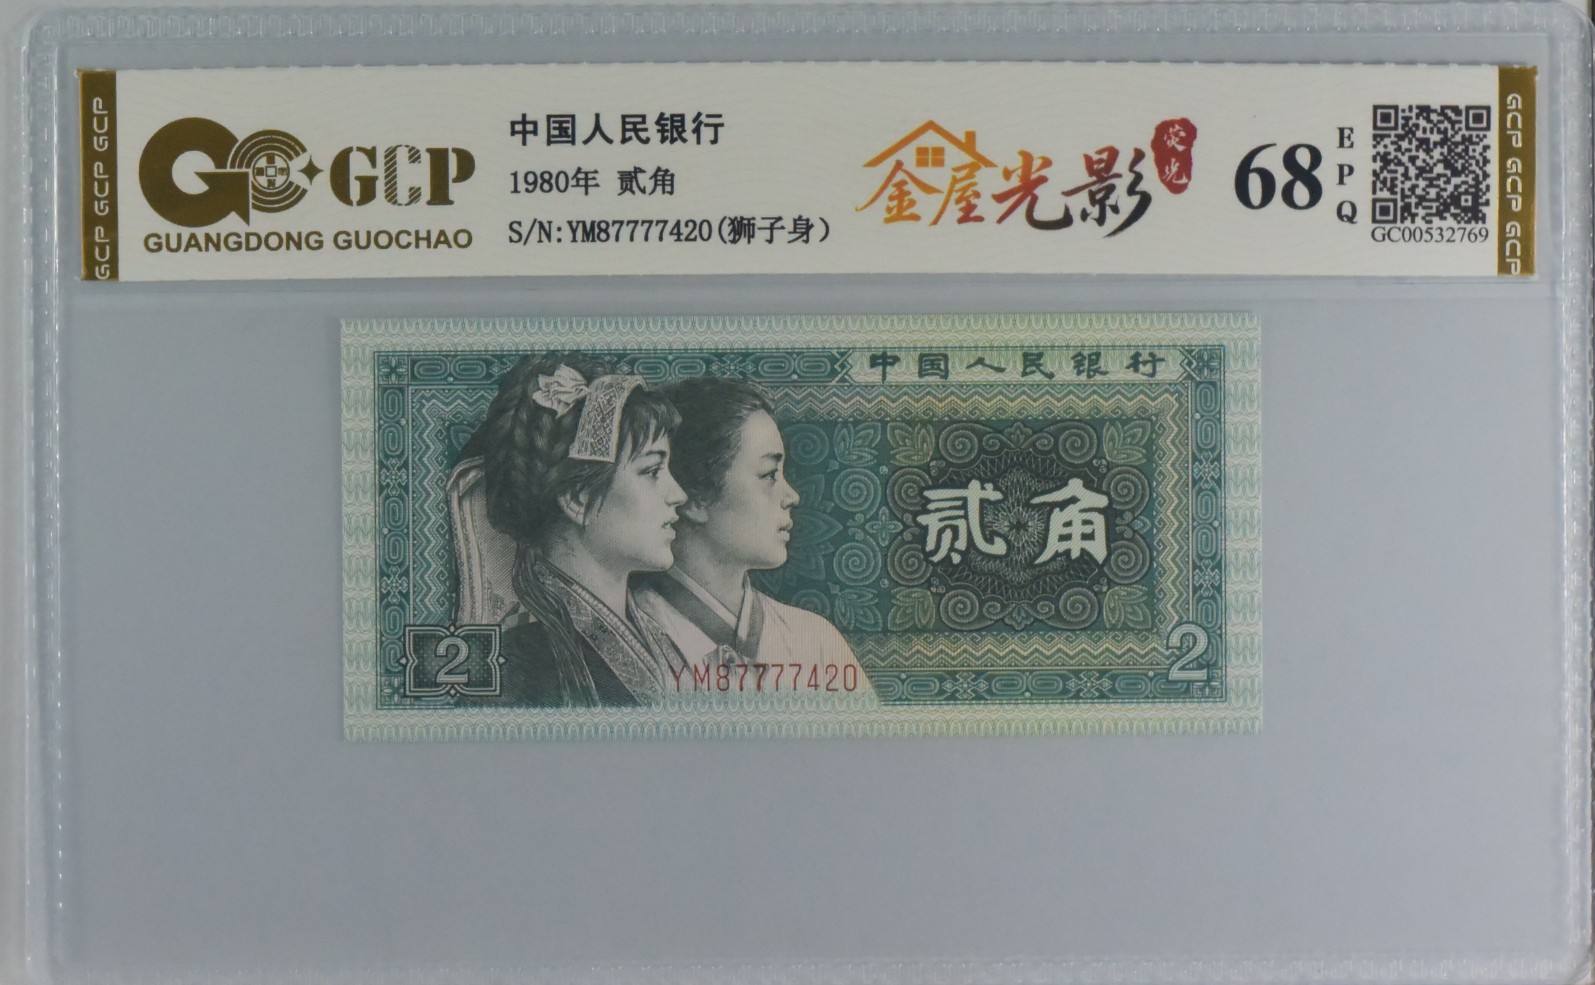 GCP GCP GCP
GCP
GUANGDONG GUOCHAO
中国人民银行
1980年 贰角
S/N:YM87777420(狮子身)
金屋光影
荧光
68
EPQ
GC00532769
GCP GCP GCP
中国人民银行
贰角
2
YM87777420
2